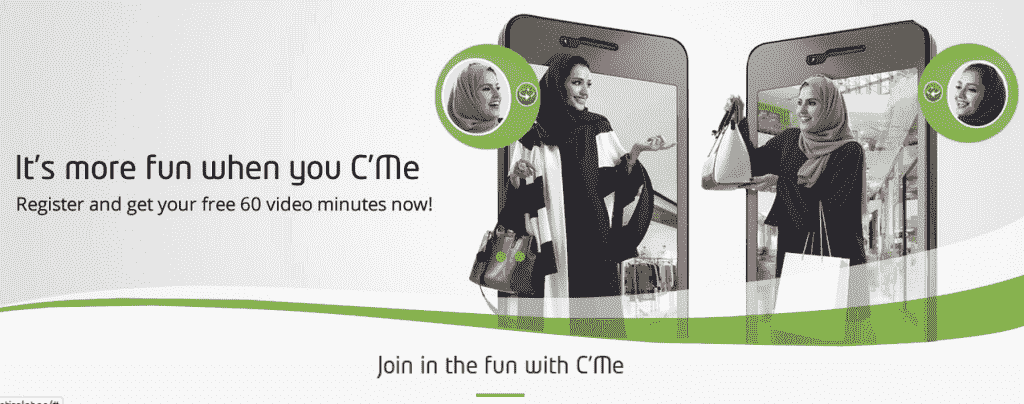 It's more fun when you C'Me
Register and get your free 60 video minutes now!
Join in the fun with C'Me